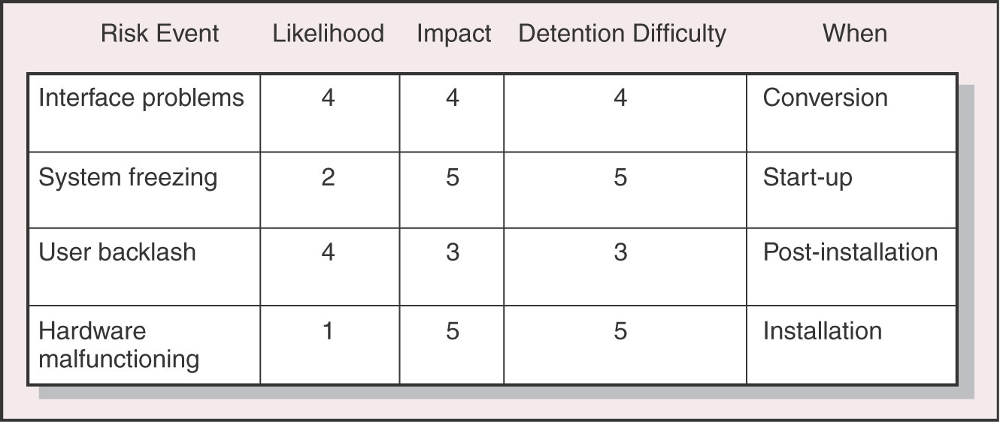 Risk Event Likelihood Impact Detention Difficulty When
Interface problems 4 4 4 Conversion
System freezing 2 5 5 Start-up
User backlash 4 3 3 Post-installation
Hardware 1 5 5 Installation
malfunctioning